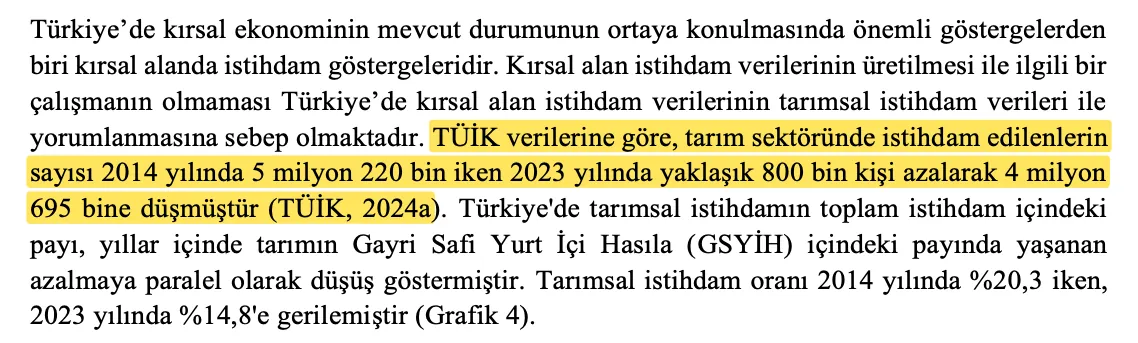 Türkiye’de kırsal ekonominin mevcut durumunun ortaya konulmasında önemli göstergelerden
biri kırsal alanda istihdam göstergeleridir. Kırsal alan istihdam verilerinin üretilmesi ile ilgili bir
çalışmanın olmaması Türkiye’de kırsal alan istihdam verilerinin tarımsal istihdam verileri ile
yorumlanmasına sebep olmaktadır. TÜİK verilerine göre, tarım sektöründe istihdam edilenlerin
sayısı 2014 yılında 5 milyon 220 bin iken 2023 yılında yaklaşık 800 bin kişi azalarak 4 milyon
695 bine düşmüştür (TÜİK, 2024a). Türkiye'de tarımsal istihdamın toplam istihdam içindeki
payı, yıllar içinde tarımın Gayri Safi Yurt İçi Hasıla (GSYİH) içindeki payında yaşanan
azalmaya paralel olarak düşüş göstermiştir. Tarımsal istihdam oranı 2014 yılında %20,3 iken,
2023 yılında %14,8'e gerilemiştir (Grafik 4).